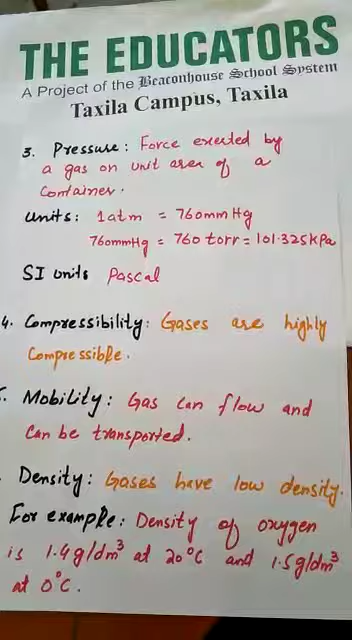 THE EDUCATORS
A Project of the Beaconhouse School System
Taxila Campus, Taxila
3. Pressure: Force exerted by
a gas on unit area of a
Container.
Units: 1atm = 760mm Hg
760mmHg = 760 torr = 101.325kPa
SI units Pascal
4. Compressibility: Gases are highly
Compressible.
Mobility: Gas can flow and
Can be transported.
Density: Gases have low density.
For example: Density of oxygen
is 1.4g/dm³ at 20°C and 1.5g/dm³
at 0°C.